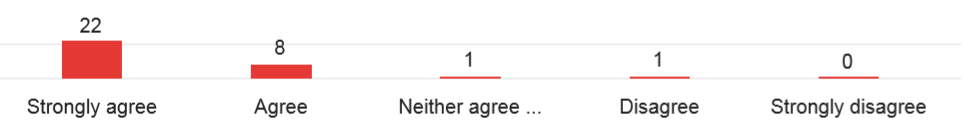 22
8
1
1
0
Strongly agree
Agree
Neither agree ...
Disagree
Strongly disagree